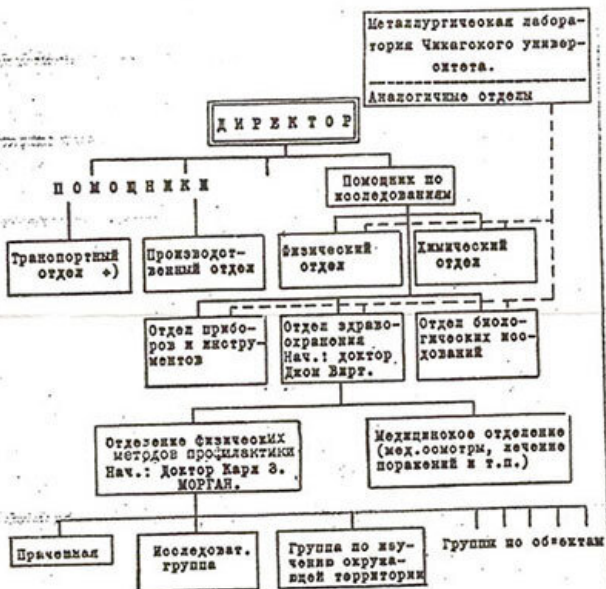 Металлургическая лабора-
тория Чикагского универ-
ситета.
Аналогичные отделы
ДИРЕКТОР
ПОМОЩНИКИ
Помощник по
исследованиям
Транспортный
отдел +)
Производст-
венный отдел
Физический
отдел
Химический
отдел
Отдел прибо-
ров и инстру-
ментов
Отдел здраво-
охранения
Нач.: доктор
Джон Вирт.
Отдел биоло-
гических исс-
ледований
Отделение физических
методов профилактики
Нач.: Доктор Карл З.
МОРГАН.
Медицинское отделение
(мед.осмотры, лечение
поражений и т.п.)
Прачечная
Исследоват.
группа
Группа по изу-
чению окружа-
ющей территории
Группы по объектам